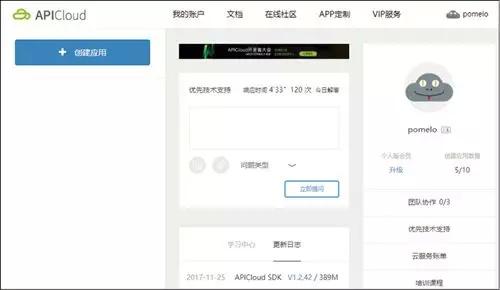 APICloud
我的账户 文档 在线社区 APP定制 VIP服务
pomelo
+ 创建应用
APICloud开发者大会
优先技术支持 响应时间 4'33" 120 次 今日解答
问题类型
立即提问
学习中心 更新日志
2017-11-25 APICloud SDK V1.2.42 / 389M
pomelo
个人版会员 创建应用数量
升级 5/10
团队协作 0/3
优先技术支持
云服务账单
培训课程